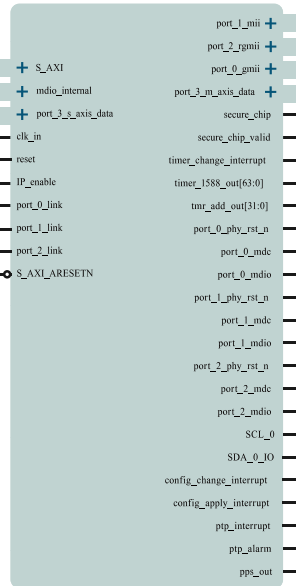 S_AXI
mdio_internal
port_3_s_axis_data
clk_in
reset
IP_enable
port_0_link
port_1_link
port_2_link
S_AXI_ARESETN
port_1_mii
port_2_rgmii
port_0_gmii
port_3_m_axis_data
secure_chip
secure_chip_valid
timer_change_interrupt
timer_1588_out[63:0]
tmr_add_out[31:0]
port_0_phy_rst_n
port_0_mdc
port_0_mdio
port_1_phy_rst_n
port_1_mdc
port_1_mdio
port_2_phy_rst_n
port_2_mdc
port_2_mdio
SCL_0
SDA_0_IO
config_change_interrupt
config_apply_interrupt
ptp_interrupt
ptp_alarm
pps_out